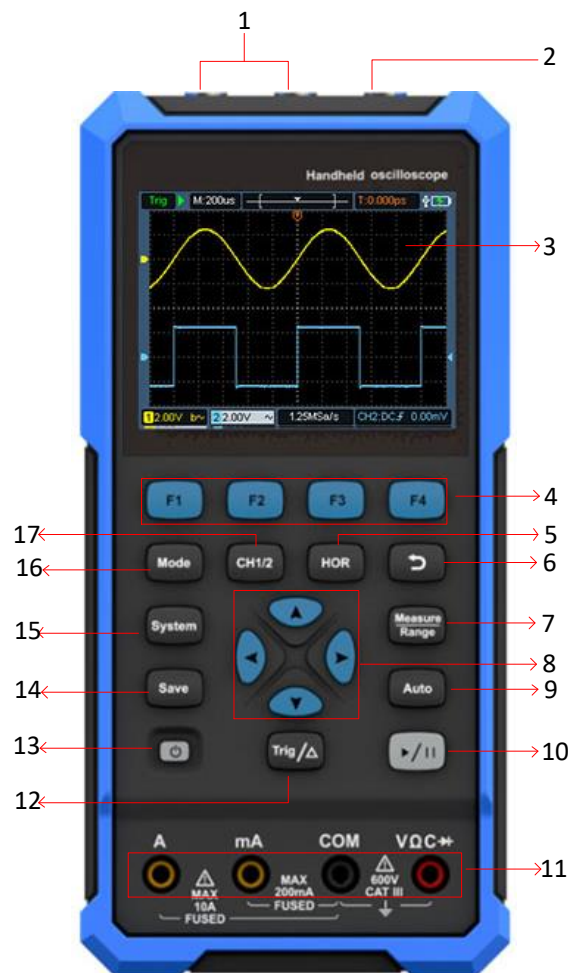 1
2
Handheld oscilloscope
Trig M:200us T:0.000ps
3
1 2.00V 2 2.00V 1.25MSa/s CH2:DC 0.00mV
F1 F2 F3 F4
4
17
5
Mode CH1/2 HOR
16
6
System
Measure
Range
15
7
8
Save
Auto
14
9
13
10
Trig/△
▶/II
12
A mA COM VΩC
11
MAX
10A
FUSED
MAX
200mA
FUSED
600V
CAT III